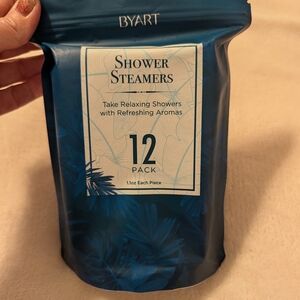 BYART
SHOWER
STEAMERS
Take Relaxing Showers
with Refreshing Aromas
12
PACK
1.1oz Each Piece